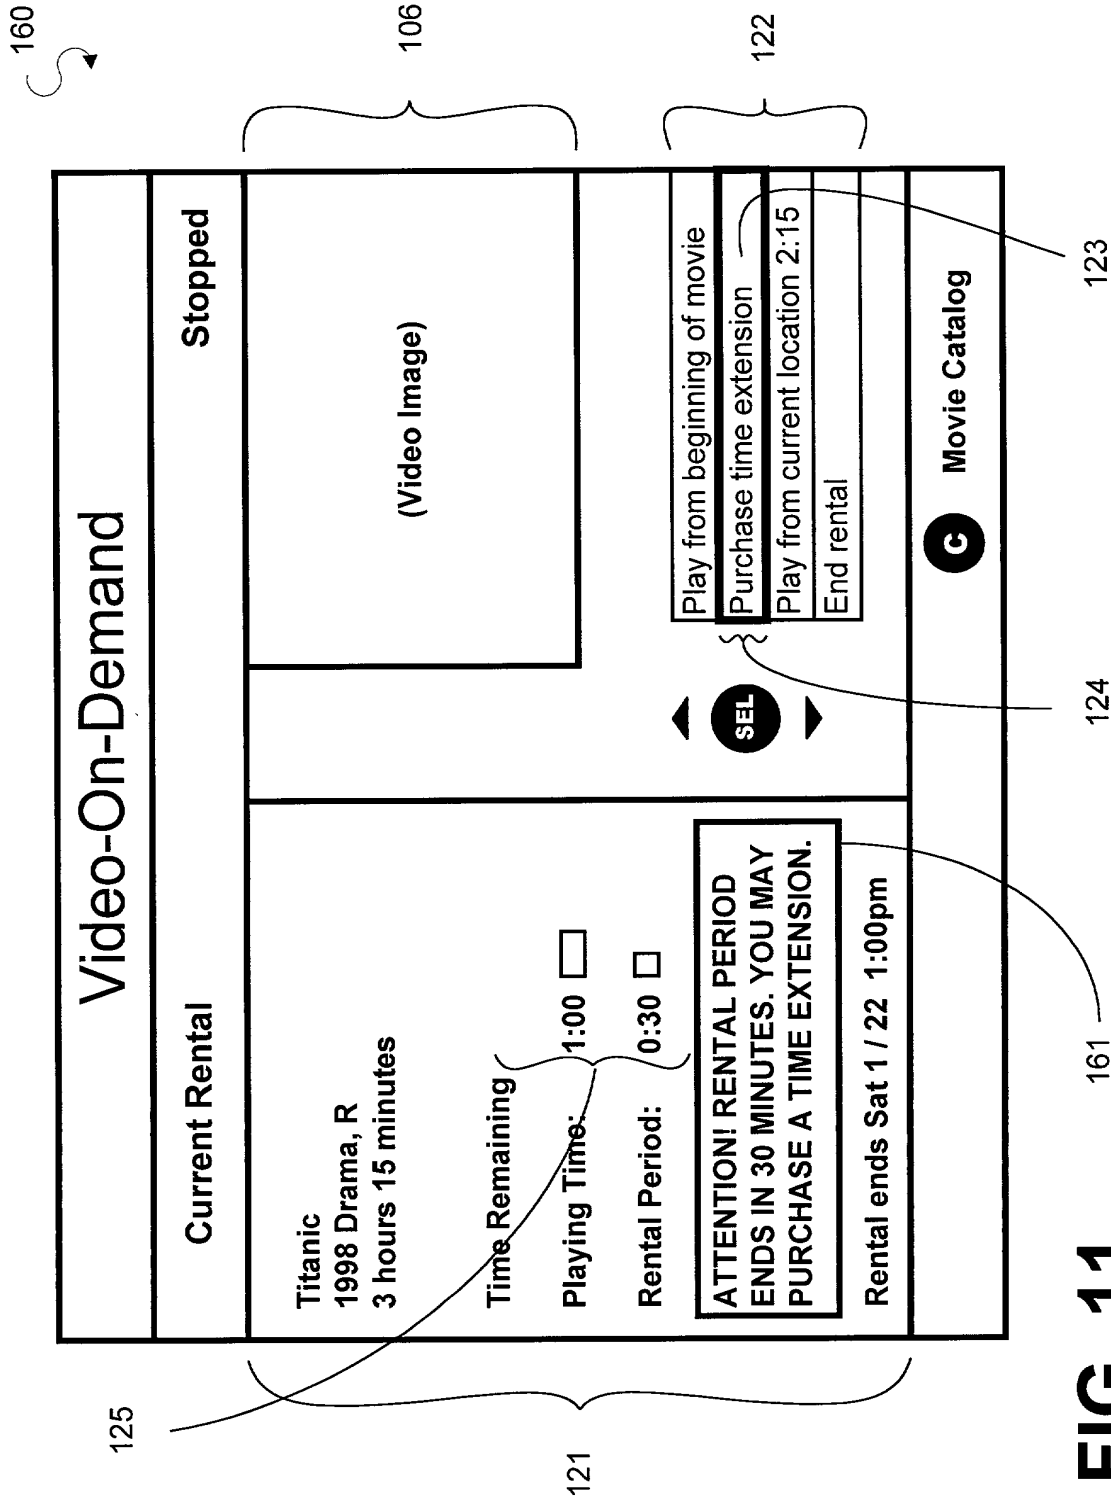 160
Video-On-Demand
Current Rental
Stopped
Titanic
1998 Drama, R
3 hours 15 minutes
Time Remaining
Playing Time: 1:00
Rental Period: 0:30
ATTENTION! RENTAL PERIOD
ENDS IN 30 MINUTES. YOU MAY
PURCHASE A TIME EXTENSION.
Rental ends Sat 1 / 22 1:00pm
(Video Image)
SEL
Play from beginning of movie
Purchase time extension
Play from current location 2:15
End rental
C Movie Catalog
125
121
106
122
161
124
123
FIG. 11